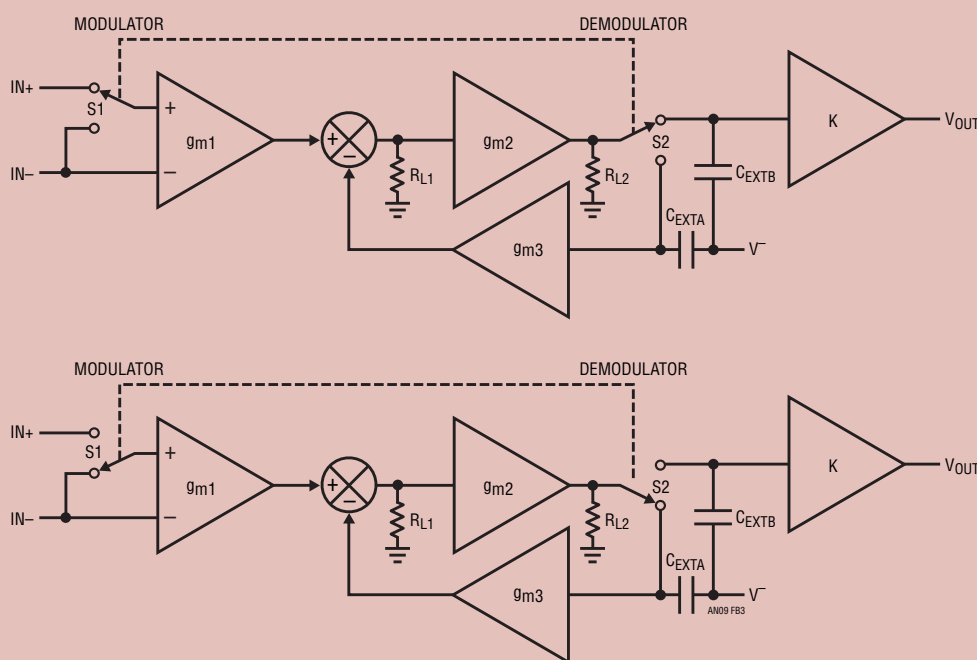 MODULATOR
DEMODULATOR
IN+
S1
IN–
+
–
gm1
+
–
RL1
gm2
RL2
S2
gm3
CEXTA
CEXTB
V–
K
VOUT
MODULATOR
DEMODULATOR
IN+
S1
IN–
+
–
gm1
+
–
RL1
gm2
RL2
S2
gm3
CEXTA
CEXTB
V–
AN09 FB3
K
VOUT